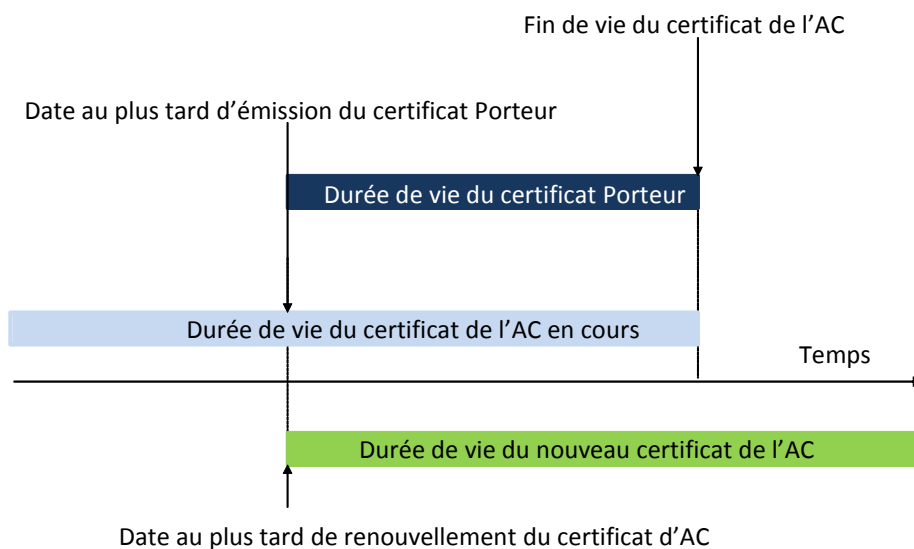 Fin de vie du certificat de l’AC
Date au plus tard d’émission du certificat Porteur
Durée de vie du certificat Porteur
Durée de vie du certificat de l’AC en cours
Temps
Durée de vie du nouveau certificat de l’AC
Date au plus tard de renouvellement du certificat d’AC